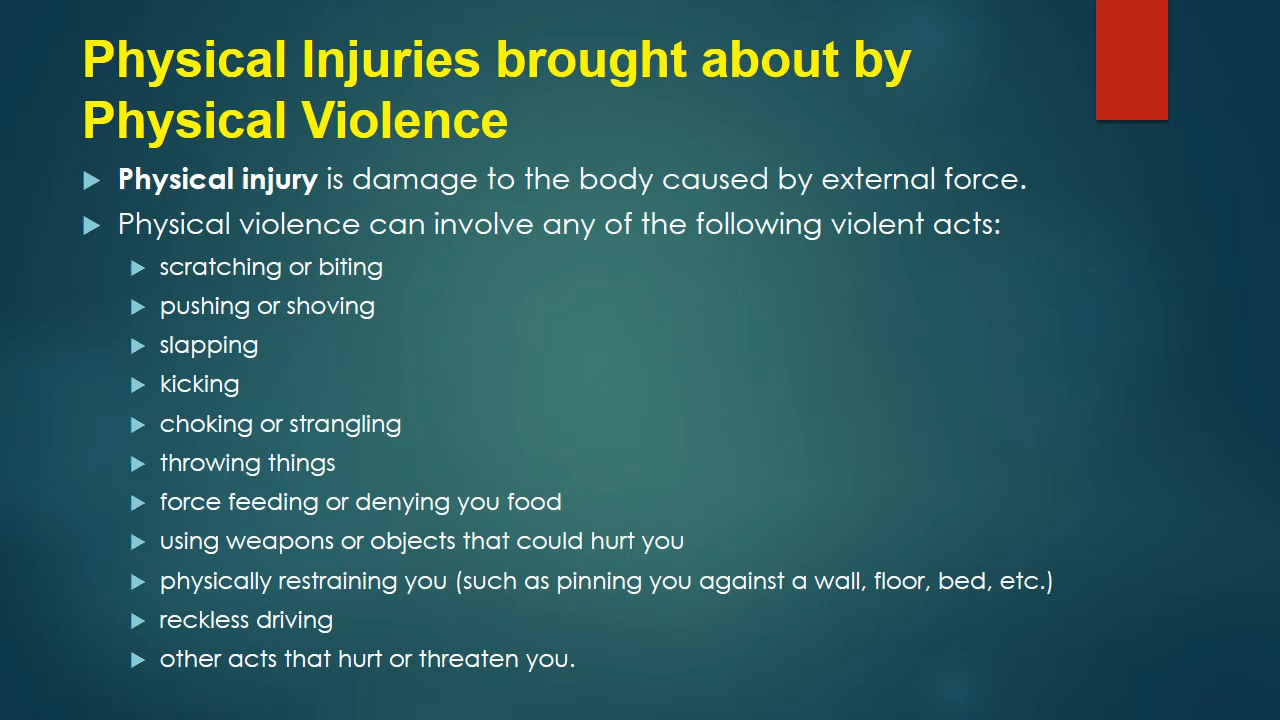 Physical Injuries brought about by
Physical Violence
Physical injury is damage to the body caused by external force.
Physical violence can involve any of the following violent acts:
scratching or biting
pushing or shoving
slapping
kicking
choking or strangling
throwing things
force feeding or denying you food
using weapons or objects that could hurt you
physically restraining you (such as pinning you against a wall, floor, bed, etc.)
reckless driving
other acts that hurt or threaten you.